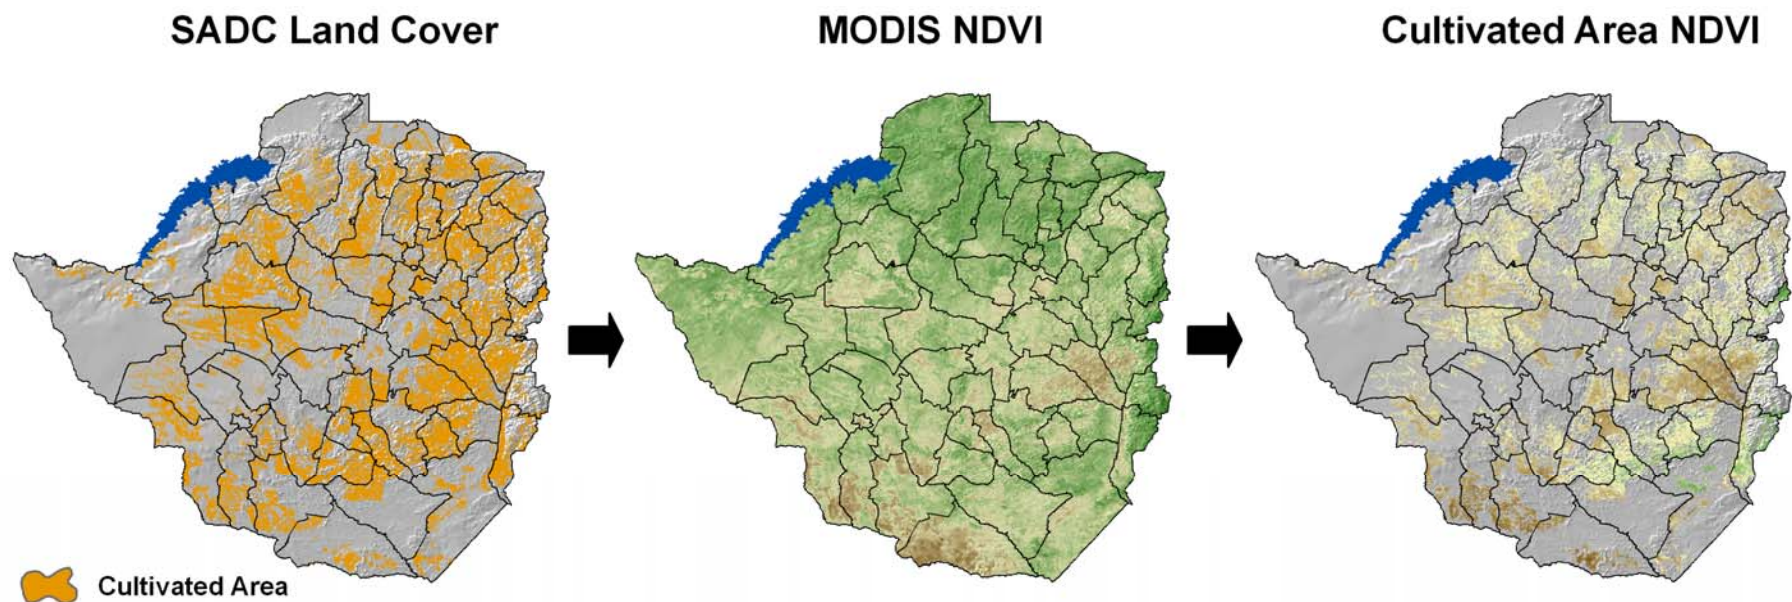 SADC Land Cover
MODIS NDVI
Cultivated Area NDVI
Cultivated Area